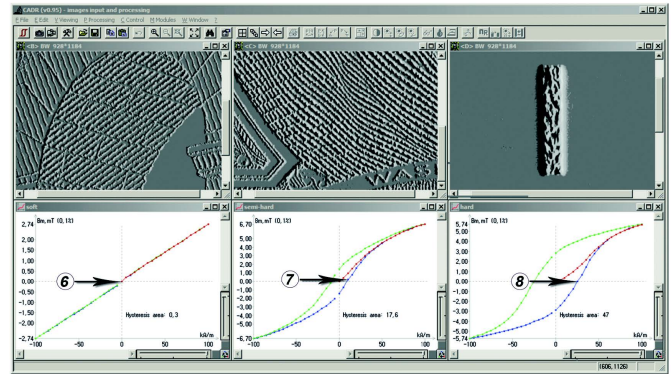 CADR (v0.95) - images input and processing
File Edit Viewing Processing Control Modules Window ?
<B> BW 928*1184
<C> BW 928*1184
<D> BW 928*1184
WAS
soft
semi-hard
hard
Bm, mT (0,1%)
2.74
2.00
1.50
1.00
0.50
0.00
-0.50
-1.00
-1.50
-2.00
-2.74
6
Hysteresis area: 0,3
kA/m
-100 -50 0 50 100
Bm, mT (0,1%)
6.70
5.00
4.00
3.00
2.00
1.00
0.00
-1.00
-2.00
-3.00
-4.00
-5.00
-6.70
7
Hysteresis area: 17,6
kA/m
-100 -50 0 50 100
Bm, mT (0,1%)
5.74
5.00
4.00
3.00
2.00
1.00
0.00
-1.00
-2.00
-3.00
-4.00
-5.74
8
Hysteresis area: 47
kA/m
-100 -50 0 50 100
(606, 1126)